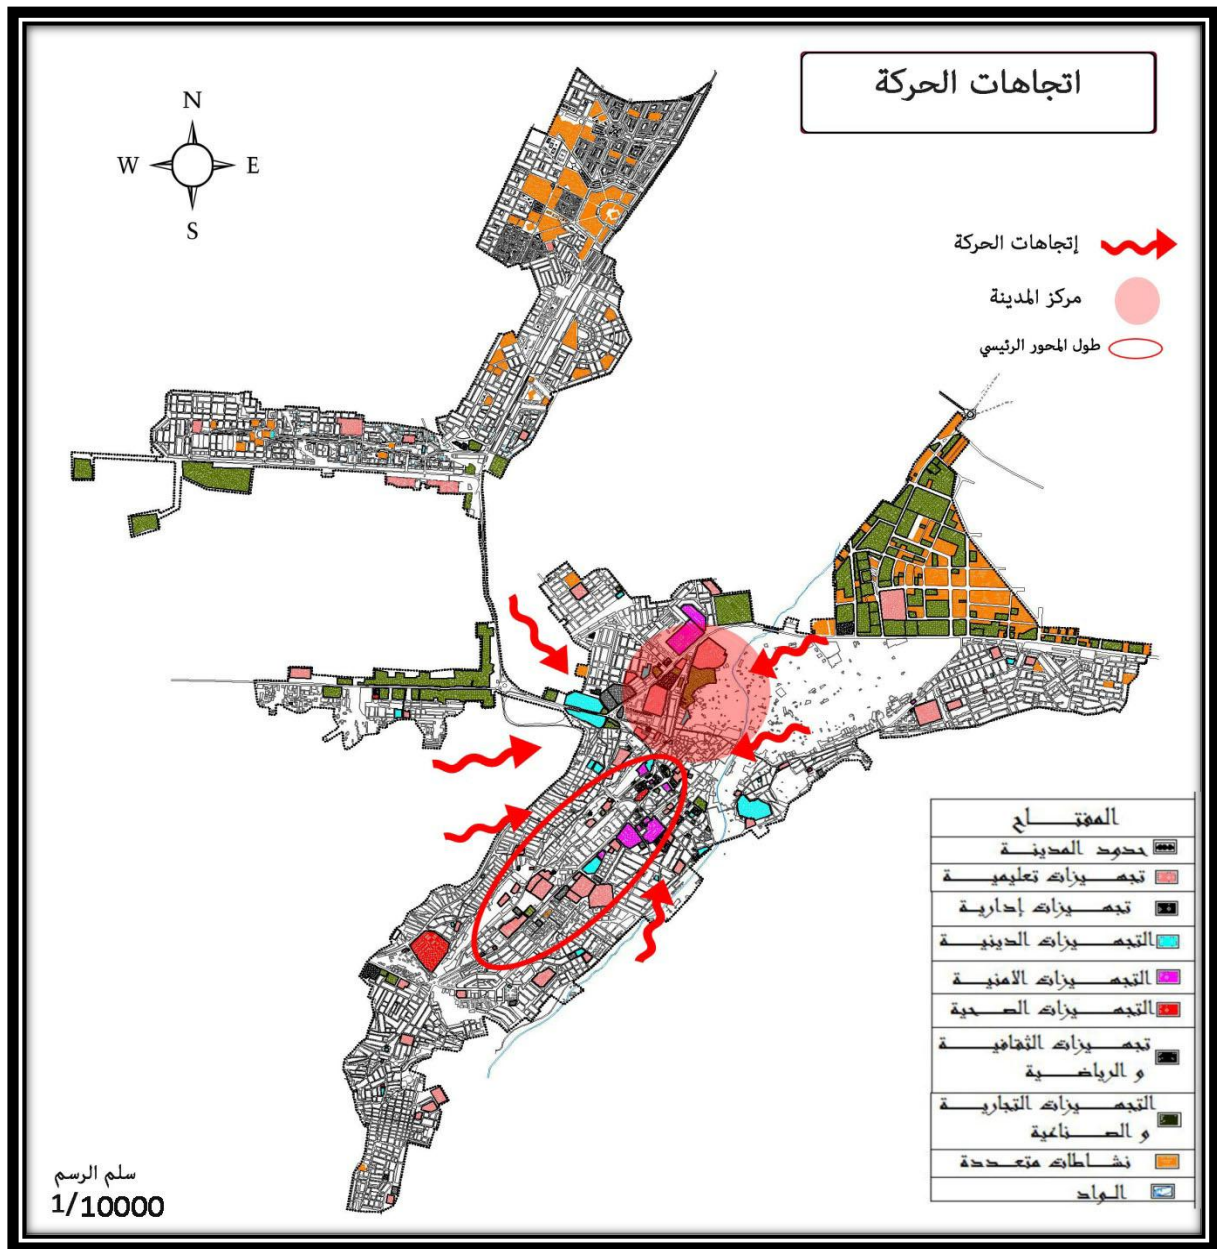 اتجاهات الحركة
N
W E
S
إتجاهات الحركة
مركز المدينة
طول المحور الرئيسي
المفتاح
حدود المدينة
تجهيزات تعليمية
تجهيزات إدارية
التجهيزات الدينية
التجهيزات الامنية
التجهيزات الصحية
تجهيزات الثقافية
و الرياضية
التجهيزات التجارية
و الصناعية
نشاطات متعددة
الواد
سلم الرسم
1/10000